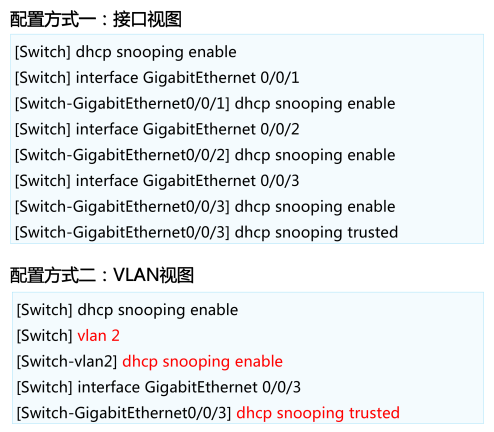 配置方式一：接口视图
[Switch] dhcp snooping enable
[Switch] interface GigabitEthernet 0/0/1
[Switch-GigabitEthernet0/0/1] dhcp snooping enable
[Switch] interface GigabitEthernet 0/0/2
[Switch-GigabitEthernet0/0/2] dhcp snooping enable
[Switch] interface GigabitEthernet 0/0/3
[Switch-GigabitEthernet0/0/3] dhcp snooping enable
[Switch-GigabitEthernet0/0/3] dhcp snooping trusted
配置方式二：VLAN视图
[Switch] dhcp snooping enable
[Switch] vlan 2
[Switch-vlan2] dhcp snooping enable
[Switch] interface GigabitEthernet 0/0/3
[Switch-GigabitEthernet0/0/3] dhcp snooping trusted